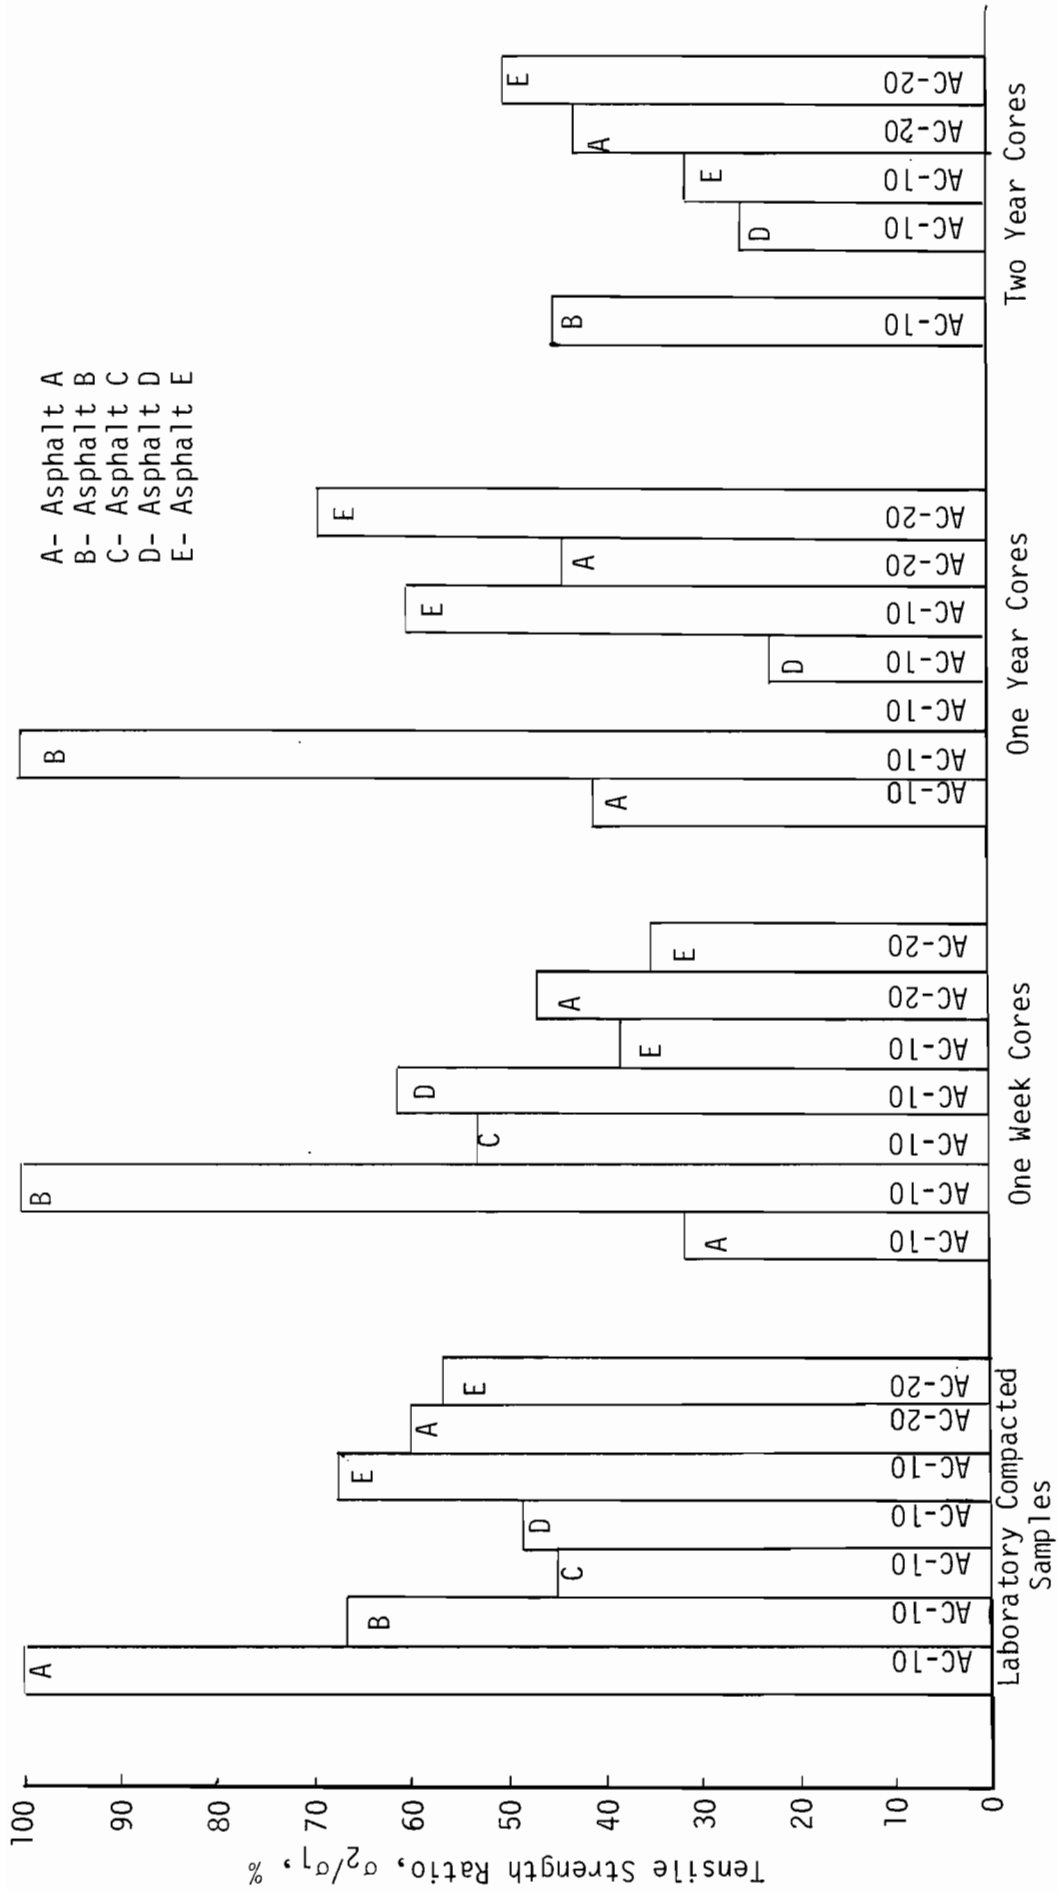 A- Asphalt A
B- Asphalt B
C- Asphalt C
D- Asphalt D
E- Asphalt E
Tensile Strength Ratio, σ2/σ1, %
100
90
80
70
60
50
40
30
20
10
0
A
B
C
D
E
A
E
AC-10
AC-10
AC-10
AC-10
AC-10
AC-20
AC-20
Laboratory Compacted
Samples
A
B
C
D
E
A
E
AC-10
AC-10
AC-10
AC-10
AC-10
AC-20
AC-20
One Week Cores
A
B
D
E
A
E
AC-10
AC-10
AC-10
AC-10
AC-10
AC-20
AC-20
One Year Cores
B
D
E
A
E
AC-10
AC-10
AC-10
AC-20
AC-20
Two Year Cores